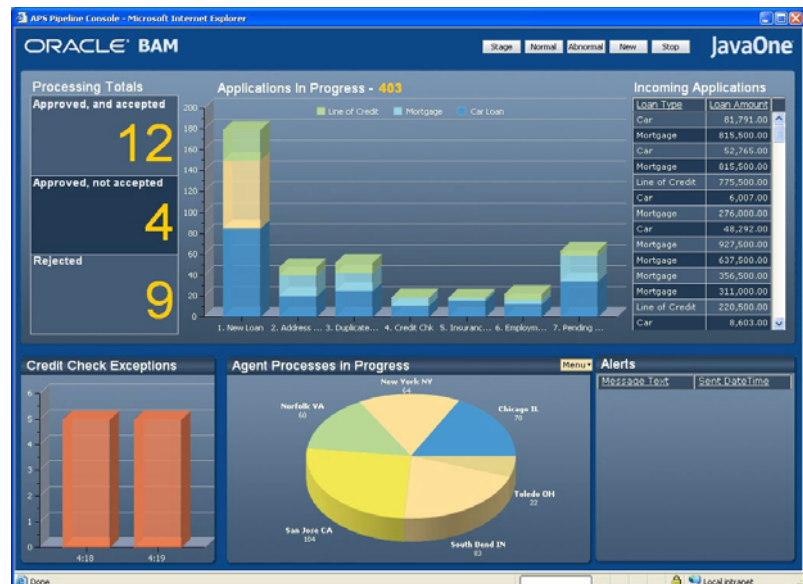 APS Pipeline Console - Microsoft Internet Explorer
ORACLE BAM
Stage Normal Abnormal New Stop
JavaOne
Processing Totals
Approved, and accepted
12
Approved, not accepted
4
Rejected
9
Applications In Progress - 403
Line of Credit Mortgage Car Loan
200
180
160
140
120
100
80
60
40
20
0
1. New Loan 2. Address ... 3. Duplicate... 4. Credit Chk 5. Insuranc... 6. Employm... 7. Pending ...
Incoming Applications
Loan Type Loan Amount
Car 81,791.00
Mortgage 815,500.00
Car 52,765.00
Mortgage 815,500.00
Line of Credit 775,500.00
Car 6,007.00
Mortgage 276,000.00
Car 48,292.00
Mortgage 927,500.00
Mortgage 637,500.00
Mortgage 356,500.00
Mortgage 311,000.00
Line of Credit 220,500.00
Car 8,603.00
Credit Check Exceptions
6
5
4
3
2
1
0
4:18 4:19
Agent Processes in Progress
Menu
New York NY
64
Norfolk VA
60
Chicago IL
70
Toledo OH
22
San Jose CA
104
South Bend IN
83
Alerts
Message Text Sent DateTime
Done
Local intranet